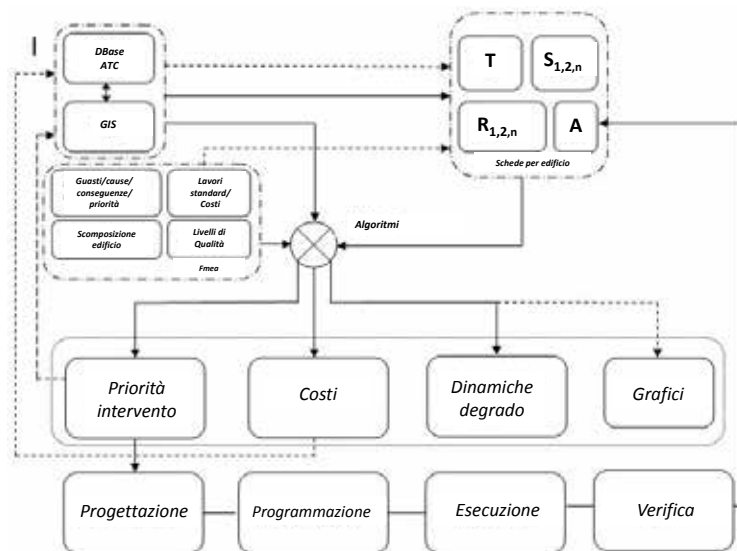 I
DBase
ATC
GIS
T
S1,2,n
R1,2,n
A
Schede per edificio
Guasti/cause/
conseguenze/
priorità
Lavori
standard/
Costi
Scomposizione
edificio
Livelli di
Qualità
Fmea
Algoritmi
Priorità
intervento
Costi
Dinamiche
degrado
Grafici
Progettazione
Programmazione
Esecuzione
Verifica